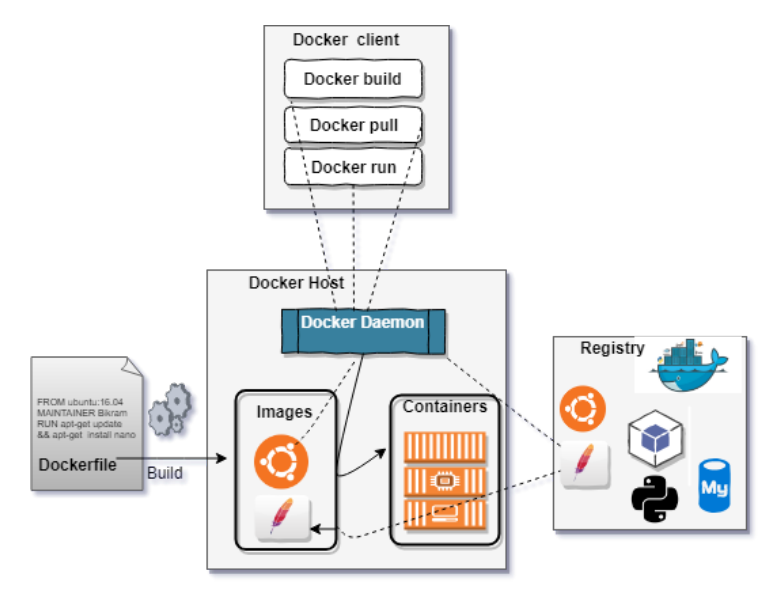 Docker client
Docker build
Docker pull
Docker run
Docker Host
Docker Daemon
Registry
FROM ubuntu:16.04
MAINTAINER Bikram
RUN apt-get update
&& apt-get install nano
Dockerfile
Build
Images
Containers
My